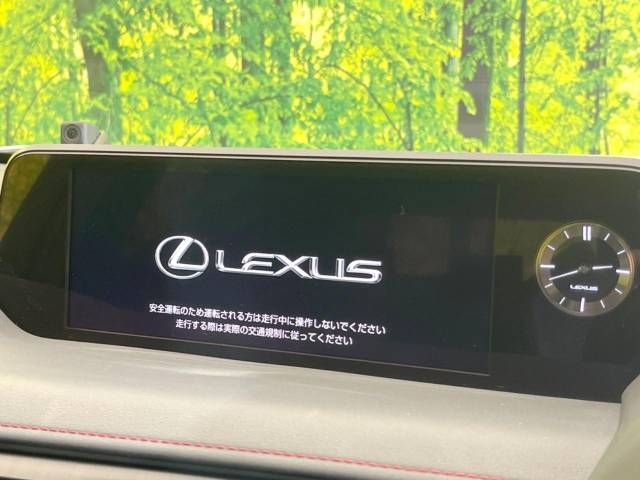 LEXUS
安全運転のため運転される方は走行中に操作しないでください
走行する際は実際の交通規制に従ってください
LEXUS